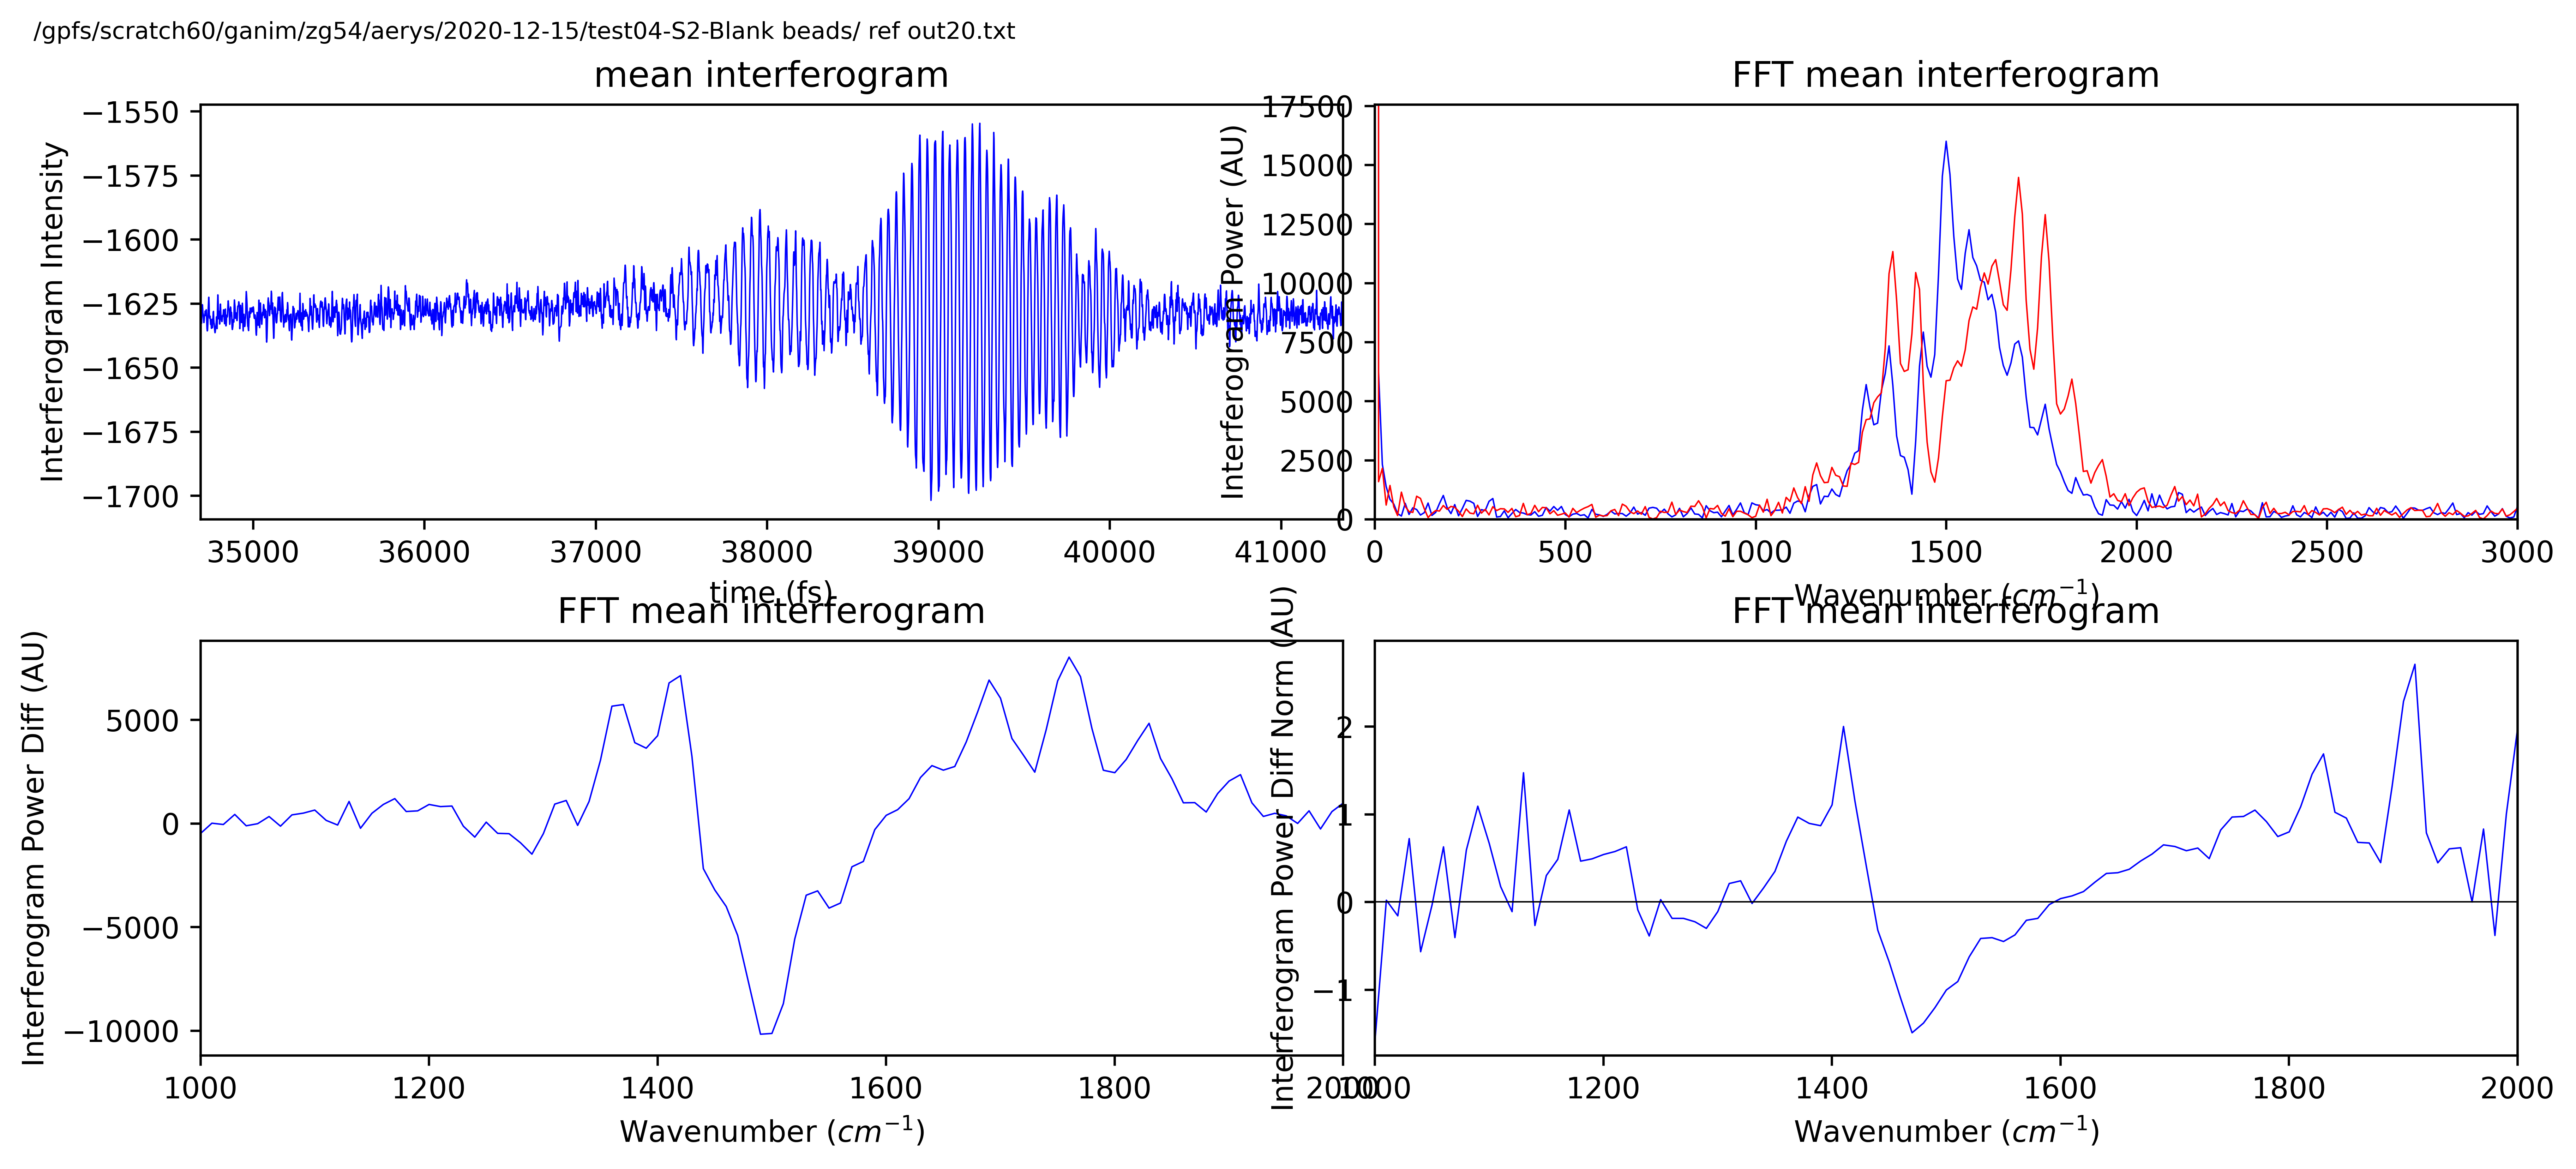 /gpfs/scratch60/ganim/zg54/aerys/2020-12-15/test04-S2-Blank beads/ ref out20.txt
mean interferogram
Interferogram Intensity
−1550
−1575
−1600
−1625
−1650
−1675
−1700
35000 36000 37000 38000 39000 40000 41000
time (fs)
FFT mean interferogram
Interferogram Power (AU)
17500
15000
12500
10000
7500
5000
2500
0
0 500 1000 1500 2000 2500 3000
Wavenumber (cm⁻¹)
FFT mean interferogram
Interferogram Power Diff (AU)
5000
0
−5000
−10000
1000 1200 1400 1600 1800 2000
Wavenumber (cm⁻¹)
FFT mean interferogram
Interferogram Power Diff Norm (AU)
2
1
0
−1
1000 1200 1400 1600 1800 2000
Wavenumber (cm⁻¹)